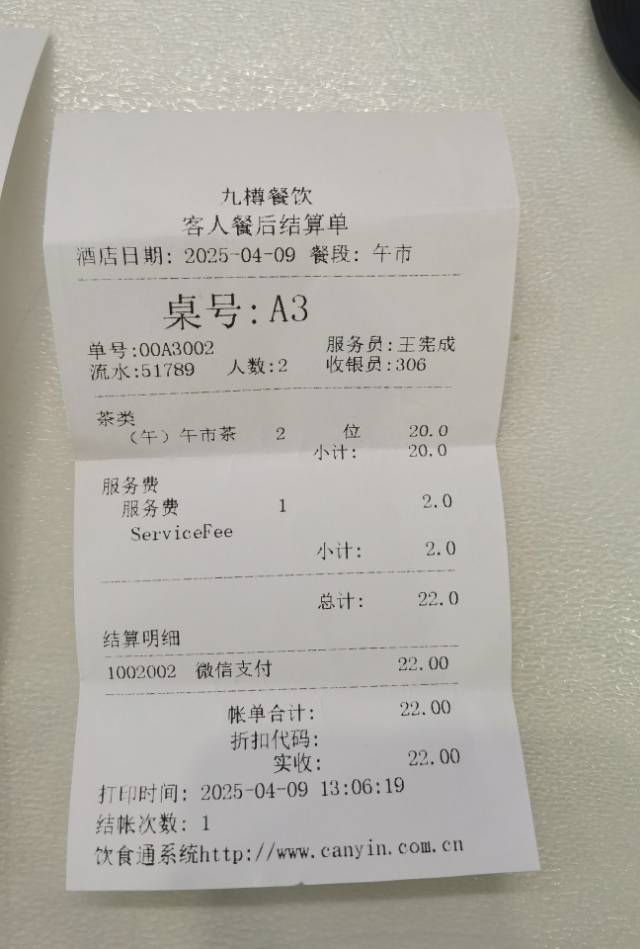 九樽餐饮
客人餐后结算单
酒店日期: 2025-04-09 餐段: 午市
桌号: A3
单号:00A3002 服务员:王宪成
流水:51789 人数:2 收银员:306
茶类
（午）午市茶 2 位 20.0
小计: 20.0
服务费
服务费 1 2.0
ServiceFee
小计: 2.0
总计: 22.0
结算明细
1002002 微信支付 22.00
帐单合计: 22.00
折扣代码:
实收: 22.00
打印时间: 2025-04-09 13:06:19
结帐次数: 1
饮食通系统http://www.canyin.com.cn